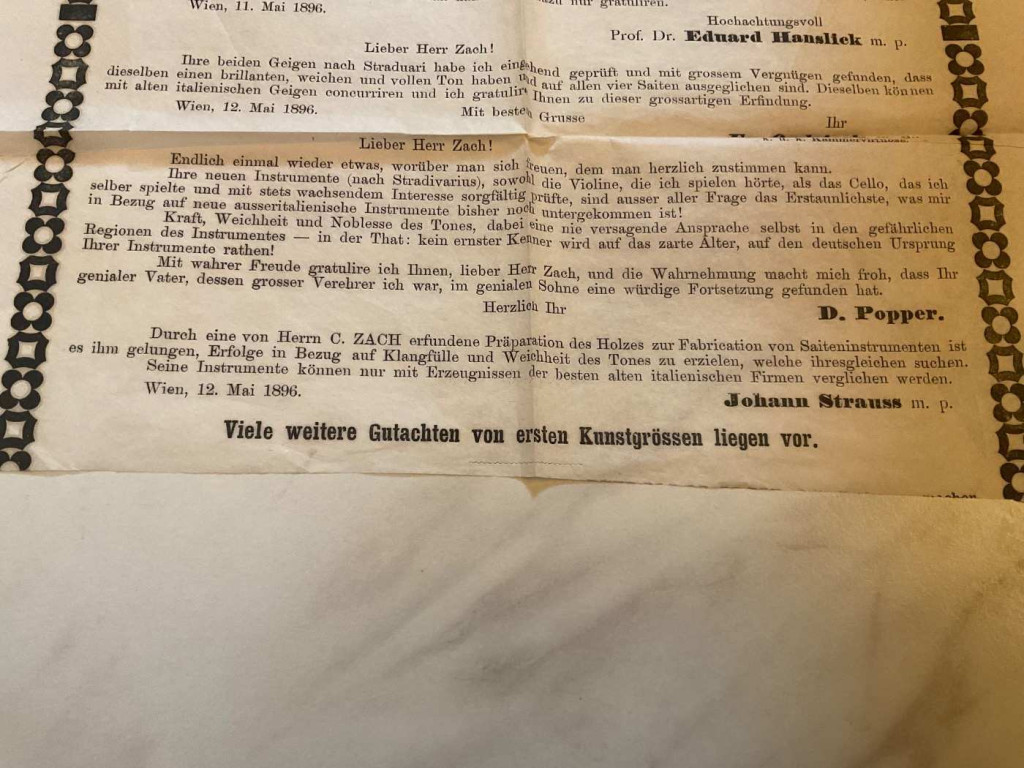 Wien, 11. Mai 1896.
dazu nur gratuliren.
Hochachtungsvoll
Prof. Dr. Eduard Hanslick m. p.
Lieber Herr Zach!
Ihre beiden Geigen nach Straduari habe ich eingehend geprüft und mit grossem Vergnügen gefunden, dass
dieselben einen brillanten, weichen und vollen Ton haben und auf allen vier Saiten ausgeglichen sind. Dieselben können
mit alten italienischen Geigen concurriren und ich gratulire Ihnen zu dieser grossartigen Erfindung.
Wien, 12. Mai 1896.
Mit besten Grusse
Ihr
Lieber Herr Zach!
Endlich einmal wieder etwas, worüber man sich freuen, dem man herzlich zustimmen kann.
Ihre neuen Instrumente (nach Stradivarius), sowohl die Violine, die ich spielen hörte, als das Cello, das ich
selber spielte und mit stets wachsendem Interesse sorgfältig prüfte, sind ausser aller Frage das Erstaunlichste, was mir
in Bezug auf neue ausseritalienische Instrumente bisher noch untergekommen ist!
Kraft, Weichheit und Noblesse des Tones, dabei eine nie versagende Ansprache selbst in den gefährlichen
Regionen des Instrumentes — in der That: kein ernster Kenner wird auf das zarte Alter, auf den deutschen Ursprung
Ihrer Instrumente rathen!
Mit wahrer Freude gratulire ich Ihnen, lieber Herr Zach, und die Wahrnehmung macht mich froh, dass Ihr
genialer Vater, dessen grosser Verehrer ich war, im genialen Sohne eine würdige Fortsetzung gefunden hat.
Herzlich Ihr
D. Popper.
Durch eine von Herrn C. ZACH erfundene Präparation des Holzes zur Fabrication von Saiteninstrumenten ist
es ihm gelungen, Erfolge in Bezug auf Klangfülle und Weichheit des Tones zu erzielen, welche ihresgleichen suchen.
Seine Instrumente können nur mit Erzeugnissen der besten alten italienischen Firmen verglichen werden.
Wien, 12. Mai 1896.
Johann Strauss m. p.
Viele weitere Gutachten von ersten Kunstgrössen liegen vor.